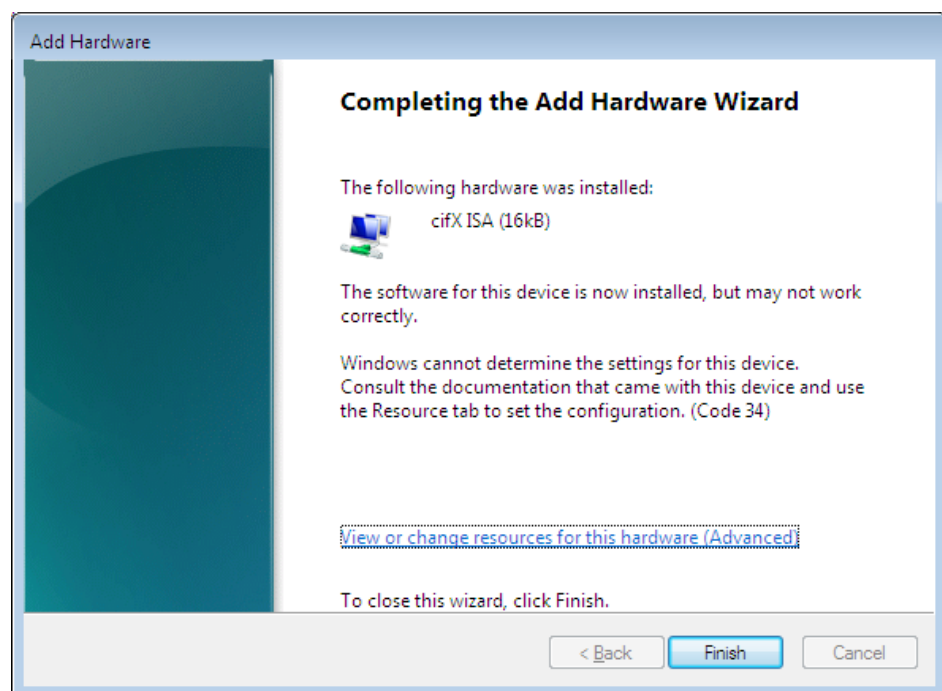 Add Hardware
Completing the Add Hardware Wizard
The following hardware was installed:
cifX ISA (16kB)
The software for this device is now installed, but may not work
correctly.
Windows cannot determine the settings for this device.
Consult the documentation that came with this device and use
the Resource tab to set the configuration. (Code 34)
View or change resources for this hardware (Advanced)
To close this wizard, click Finish.
< Back
Finish
Cancel